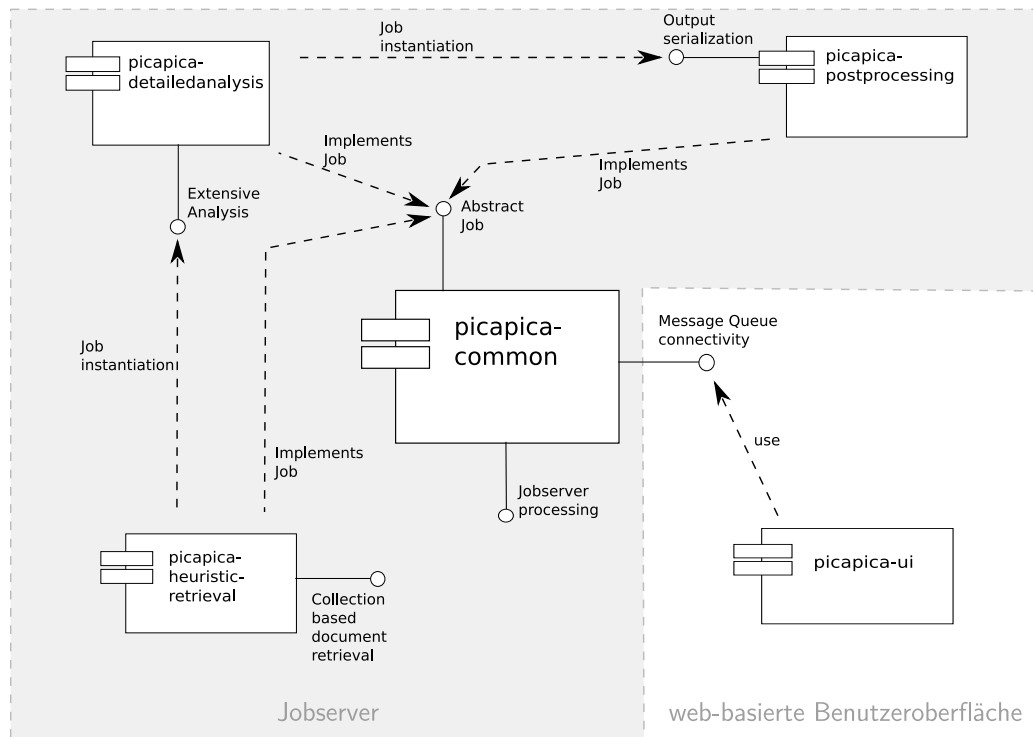 Job
instantiation
Output
serialization
picapica-
detailedanalysis
picapica-
postprocessing
Implements
Job
Implements
Job
Extensive
Analysis
Abstract
Job
picapica-
common
Message Queue
connectivity
Job
instantiation
use
Implements
Job
Jobserver
processing
picapica-
heuristic-
retrieval
picapica-ui
Collection
based
document
retrieval
Jobserver
web-basierte Benutzeroberfläche